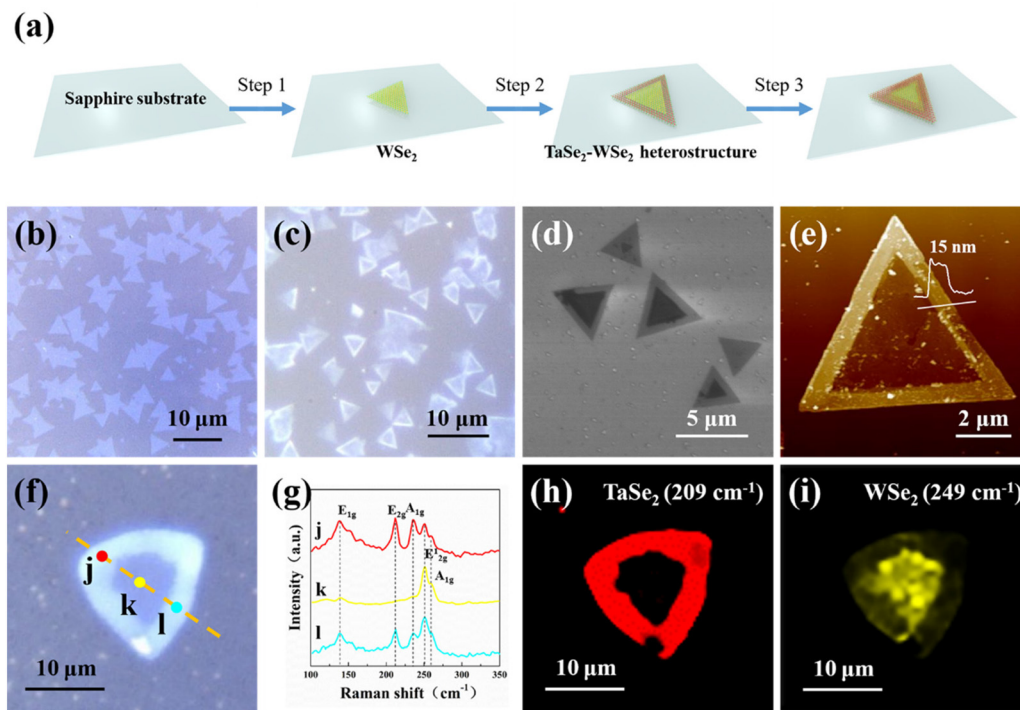 (a)
Sapphire substrate
Step 1
WSe₂
Step 2
TaSe₂-WSe₂ heterostructure
Step 3
(b)
10 μm
(c)
10 μm
(d)
5 μm
(e)
15 nm
2 μm
(f)
j
k
l
10 μm
(g)
Intensity (a.u.)
E₁g
E₂g
A₁g
E¹₂g
A₁g
j
k
l
100 150 200 250 300 350
Raman shift (cm⁻¹)
(h)
TaSe₂ (209 cm⁻¹)
10 μm
(i)
WSe₂ (249 cm⁻¹)
10 μm